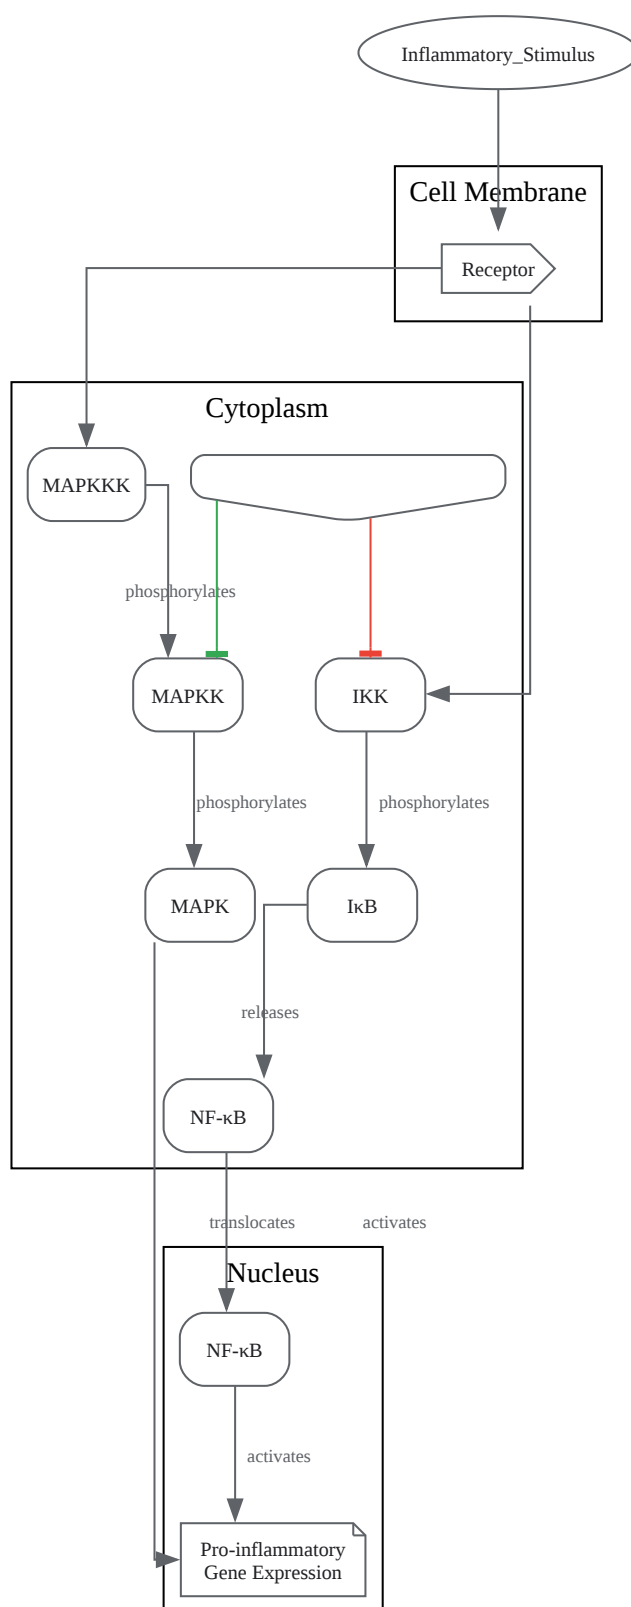 Inflammatory_Stimulus
Cell Membrane
Receptor
Cytoplasm
MAPKKK
phosphorylates
MAPKK
IKK
phosphorylates
phosphorylates
MAPK
IκB
releases
NF-κB
translocates
activates
Nucleus
NF-κB
activates
Pro-inflammatory
Gene Expression